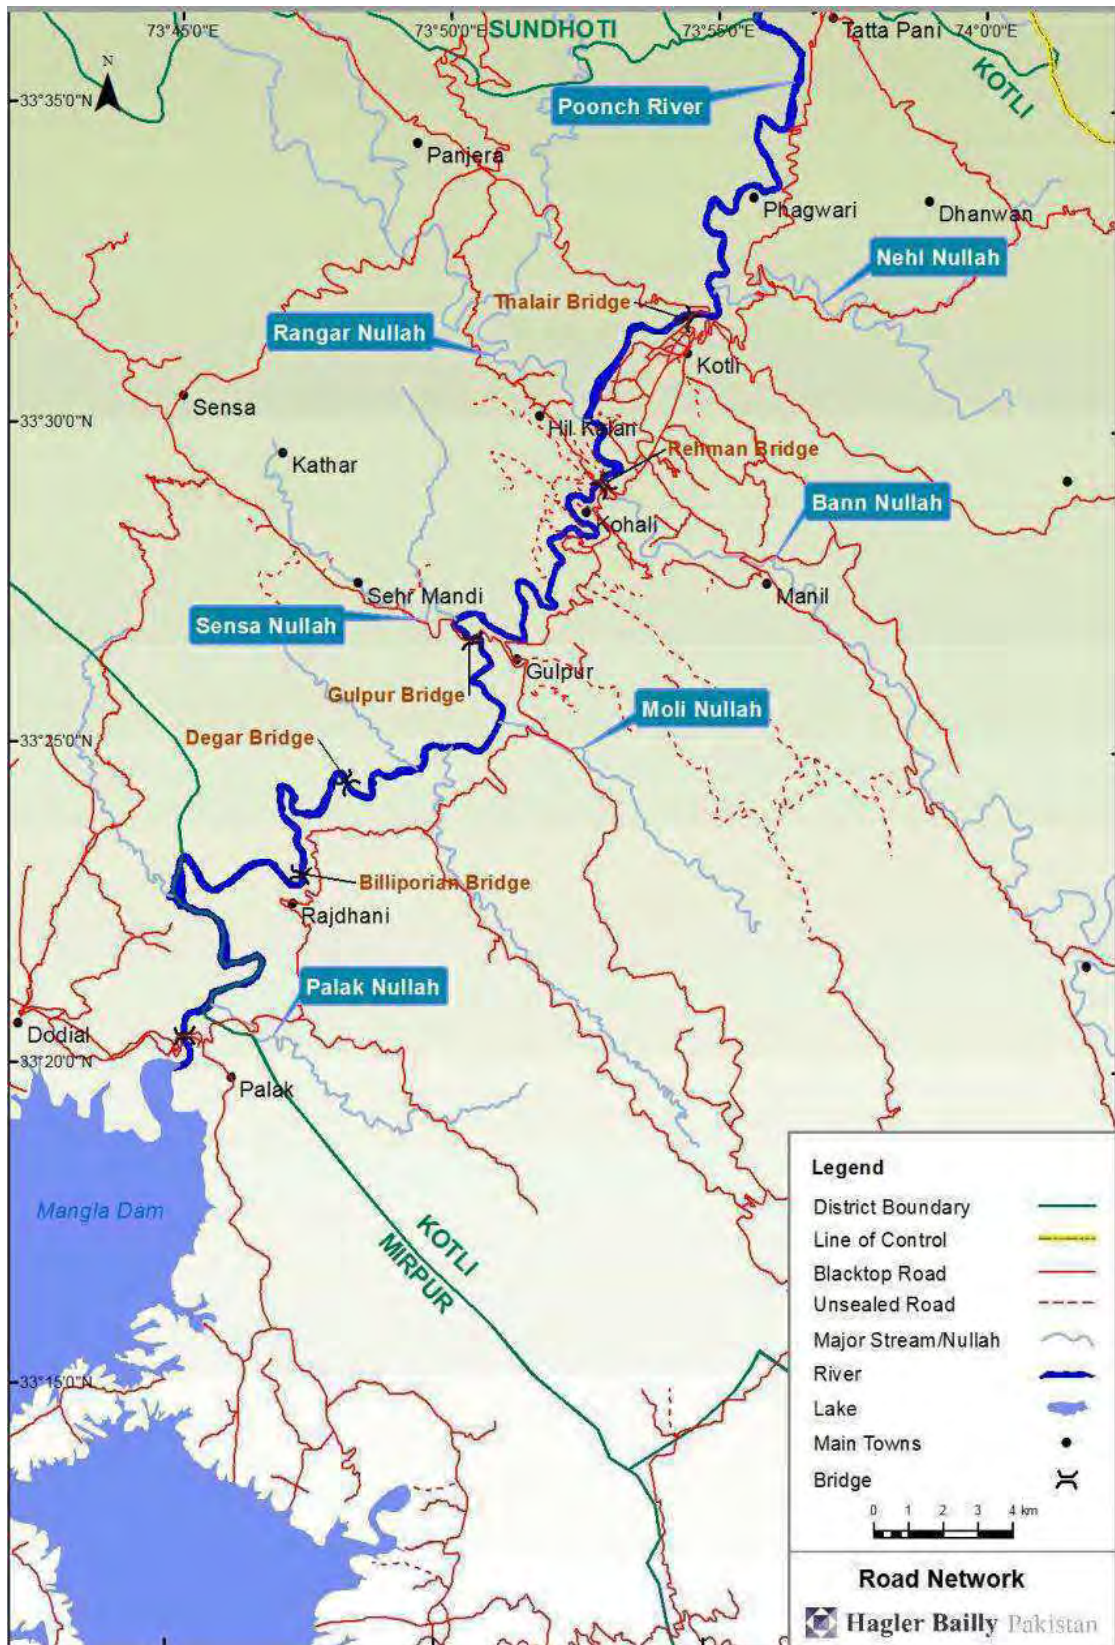 73°45'0"E
73°50'0"E
SUNDHOTI
73°55'0"E
74°0'0"E
Tatta Pani
KOTLI
N
33°35'0"N
Poonch River
Panjera
Phagwari
Dhanwan
Nehl Nullah
Thalair Bridge
Rangar Nullah
Kotli
Sensa
33°30'0"N
Hil Kalan
Rehman Bridge
Kathar
Bann Nullah
Kohali
Sehr Mandi
Manil
Sensa Nullah
Gulpur
Gulpur Bridge
Moli Nullah
Degar Bridge
33°25'0"N
Billiporian Bridge
Rajdhani
Palak Nullah
Dodial
33°20'0"N
Palak
Mangla Dam
KOTLI
MIRPUR
33°15'0"N
Legend
District Boundary
Line of Control
Blacktop Road
Unsealed Road
Major Stream/Nullah
River
Lake
Main Towns
Bridge
0 1 2 3 4 km
Road Network
Hagler Bailly Pakistan